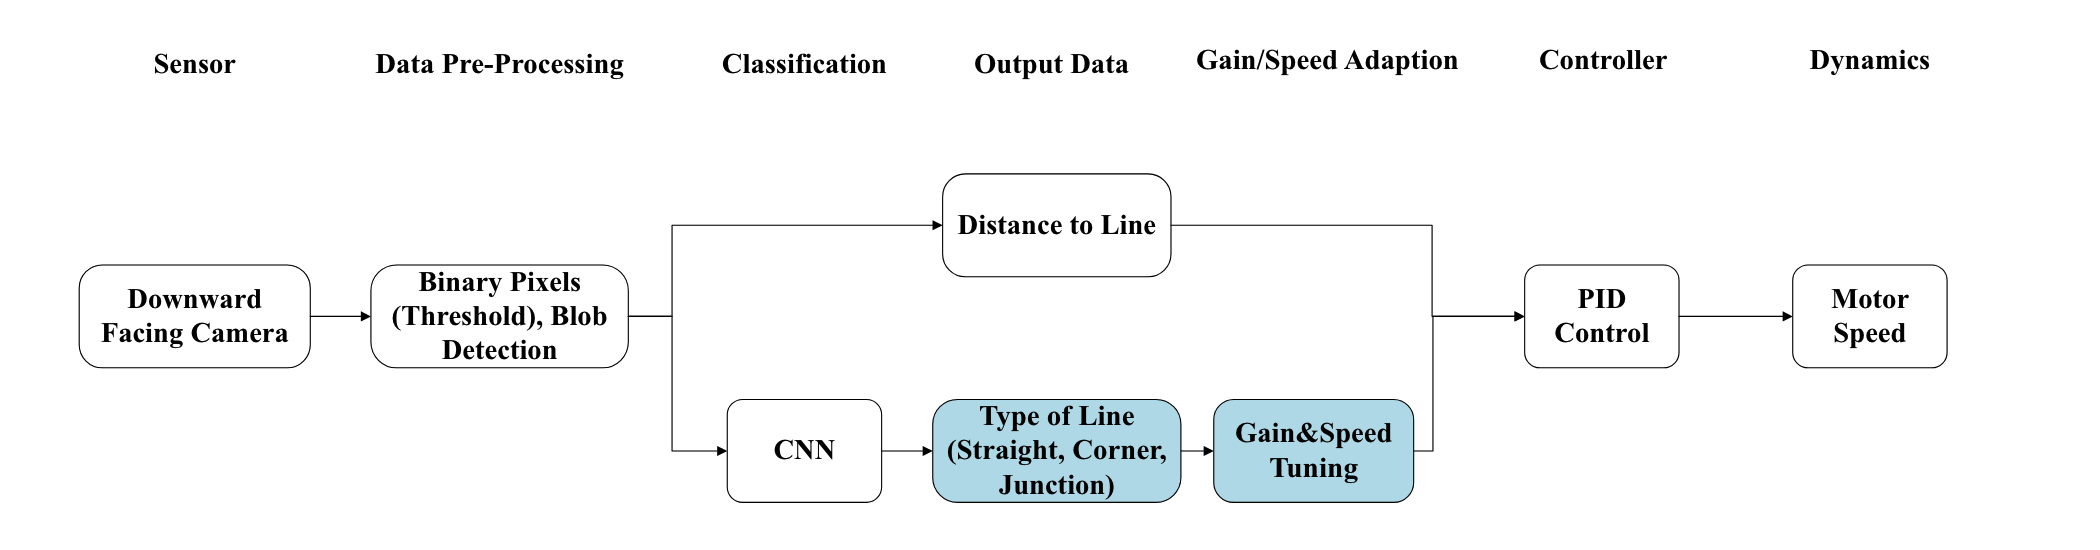 Sensor
Data Pre-Processing
Classification
Output Data
Gain/Speed Adaption
Controller
Dynamics
Distance to Line
Downward
Facing Camera
Binary Pixels
(Threshold), Blob
Detection
PID
Control
Motor
Speed
CNN
Type of Line
(Straight, Corner,
Junction)
Gain&Speed
Tuning